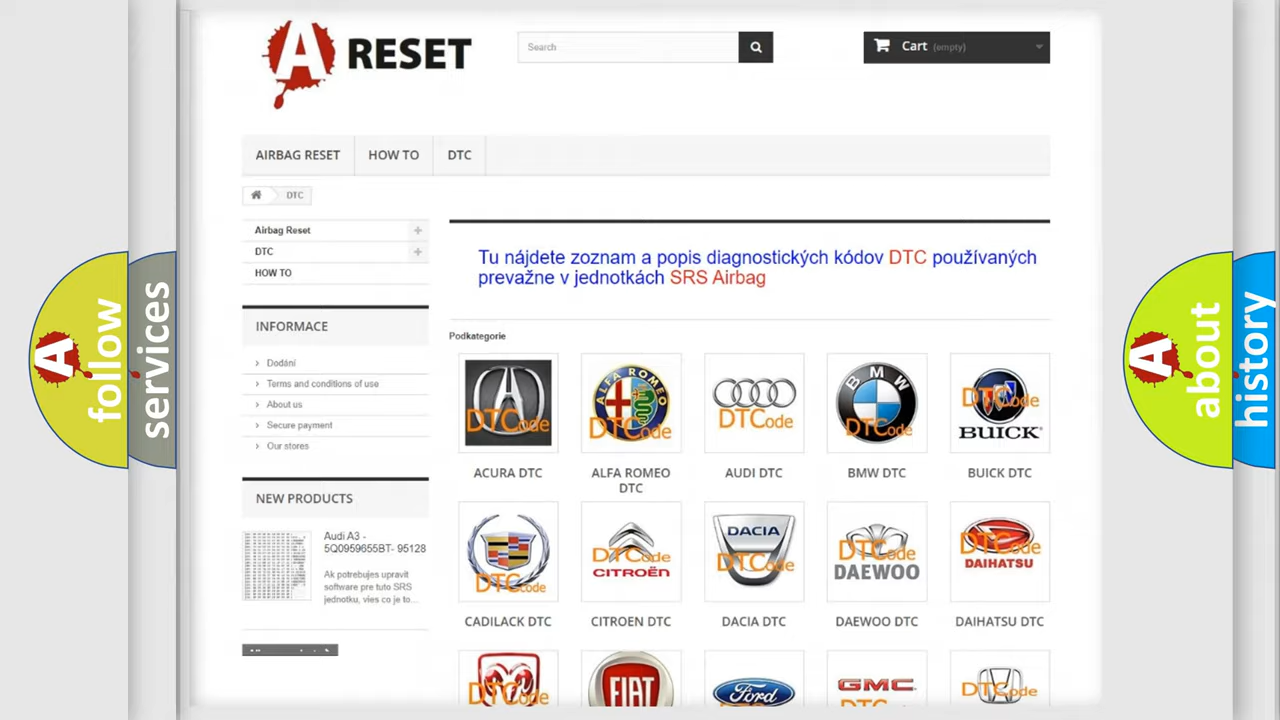 A RESET
Search
Cart (empty)
AIRBAG RESET
HOW TO
DTC
DTC
Airbag Reset
DTC
HOW TO
Tu nájdete zoznam a popis diagnostických kódov DTC používaných
prevažne v jednotkách SRS Airbag
INFORMACE
Dodání
Terms and conditions of use
About us
Secure payment
Our stores
NEW PRODUCTS
Audi A3 -
5Q0959655BT- 95128
Ak potrebujes upravit
software pre tuto SRS
jednotku, vies co je to...
Podkategorie
DTCode
ALFA ROMEO
DTCode
DTCode
BMW
DTCode
DTCode
BUICK
ACURA DTC
ALFA ROMEO
DTC
AUDI DTC
BMW DTC
BUICK DTC
DTCode
DTCode
CITROËN
DACIA
DTCode
DTCode
DAEWOO
DTCode
DAIHATSU
CADILACK DTC
CITROEN DTC
DACIA DTC
DAEWOO DTC
DAIHATSU DTC
DTCode
FIAT
Ford
GMC
DTCode
A follow
services
A about
history